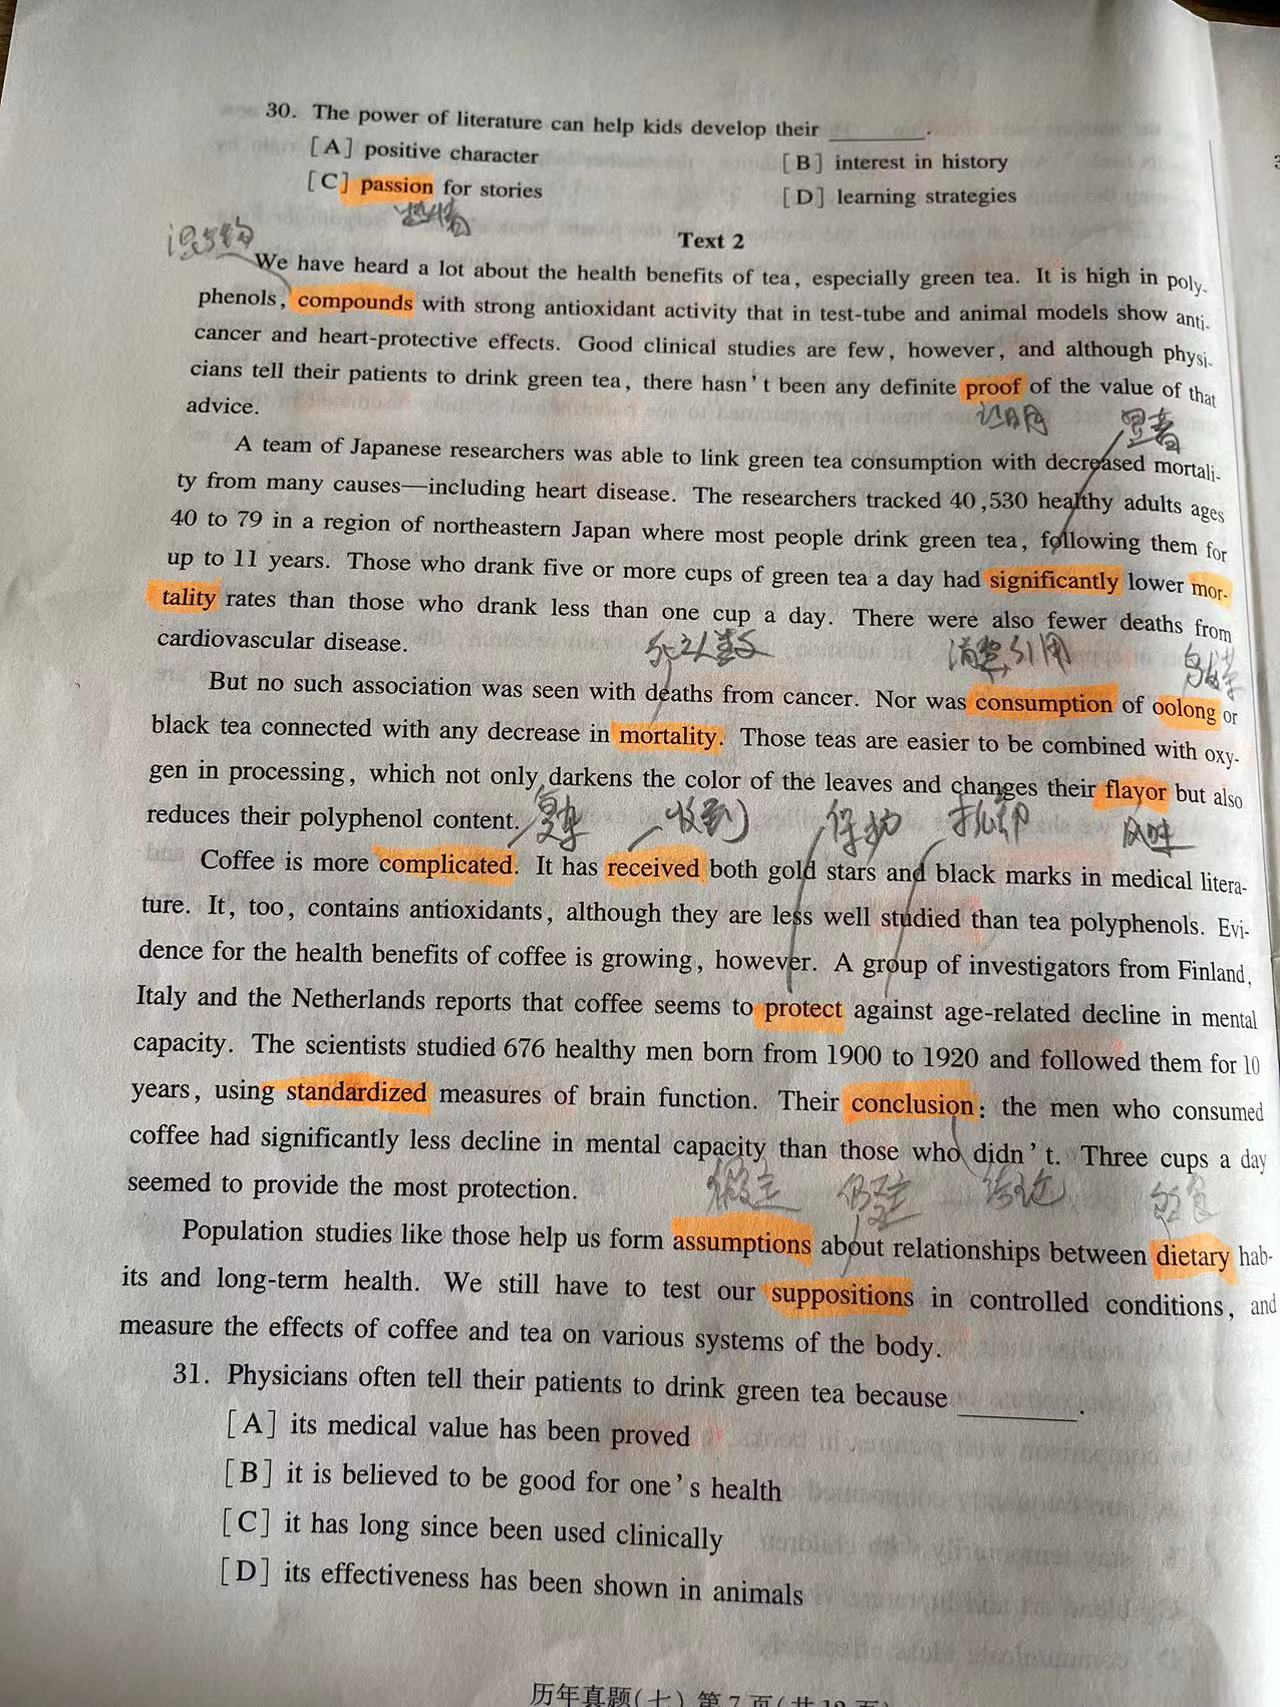 30. The power of literature can help kids develop their ________.
[A] positive character [B] interest in history
[C] passion for stories [D] learning strategies
热情
Text 2
混合物
We have heard a lot about the health benefits of tea, especially green tea. It is high in poly-
phenols, compounds with strong antioxidant activity that in test-tube and animal models show anti-
cancer and heart-protective effects. Good clinical studies are few, however, and although physi-
cians tell their patients to drink green tea, there hasn't been any definite proof of the value of that
advice.
证明 显着
A team of Japanese researchers was able to link green tea consumption with decreased mortali-
ty from many causes—including heart disease. The researchers tracked 40,530 healthy adults ages
40 to 79 in a region of northeastern Japan where most people drink green tea, following them for
up to 11 years. Those who drank five or more cups of green tea a day had significantly lower mor-
tality rates than those who drank less than one cup a day. There were also fewer deaths from
cardiovascular disease.
死亡人数
But no such association was seen with deaths from cancer. Nor was consumption of oolong or
black tea connected with any decrease in mortality. Those teas are easier to be combined with oxy-
gen in processing, which not only darkens the color of the leaves and changes their flavor but also
reduces their polyphenol content.
复杂 收到 保护 风味
Coffee is more complicated. It has received both gold stars and black marks in medical litera-
ture. It, too, contains antioxidants, although they are less well studied than tea polyphenols. Evi-
dence for the health benefits of coffee is growing, however. A group of investigators from Finland,
Italy and the Netherlands reports that coffee seems to protect against age-related decline in mental
capacity. The scientists studied 676 healthy men born from 1900 to 1920 and followed them for 10
years, using standardized measures of brain function. Their conclusion: the men who consumed
coffee had significantly less decline in mental capacity than those who didn't. Three cups a day
seemed to provide the most protection.
假定 假定 结论 饮食
Population studies like those help us form assumptions about relationships between dietary hab-
its and long-term health. We still have to test our suppositions in controlled conditions, and
measure the effects of coffee and tea on various systems of the body.
31. Physicians often tell their patients to drink green tea because ________.
[A] its medical value has been proved
[B] it is believed to be good for one's health
[C] it has long since been used clinically
[D] its effectiveness has been shown in animals
历年真题(七) 第7页(共12页)